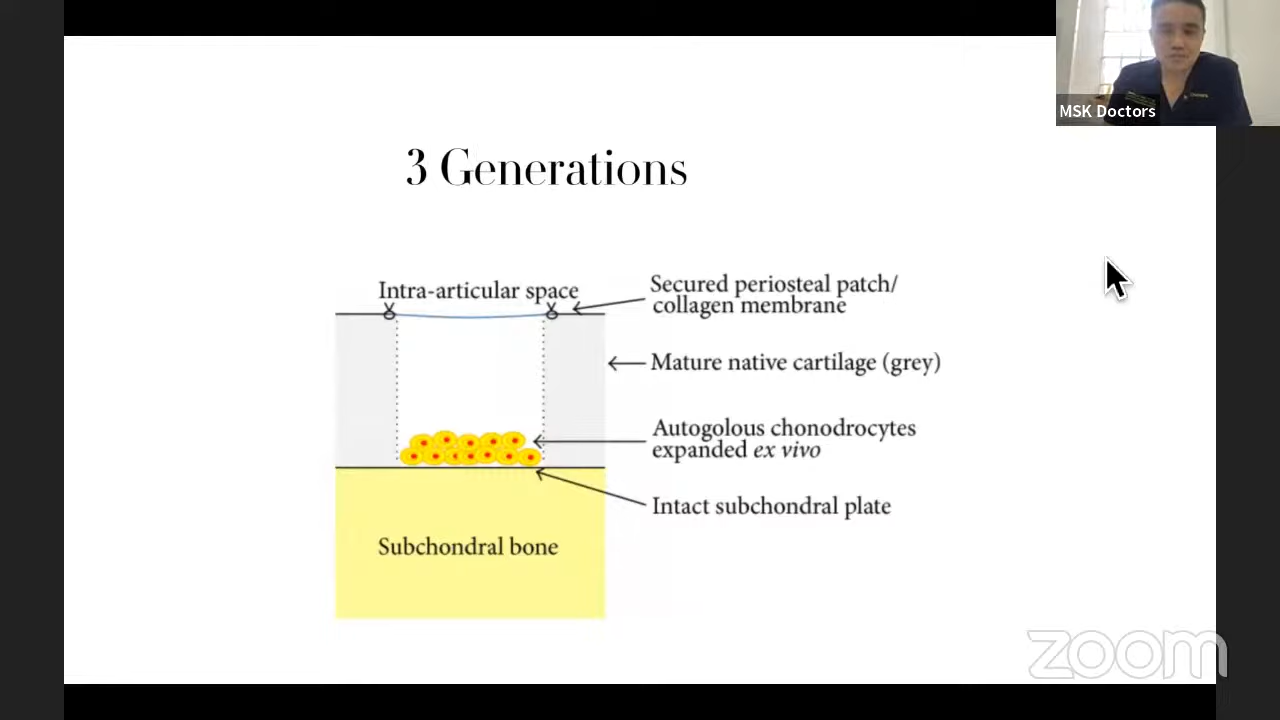 MSK Doctors
3 Generations
Intra-articular space
Secured periosteal patch/
collagen membrane
Mature native cartilage (grey)
Autogolous chonodrocytes
expanded ex vivo
Intact subchondral plate
Subchondral bone
zoom